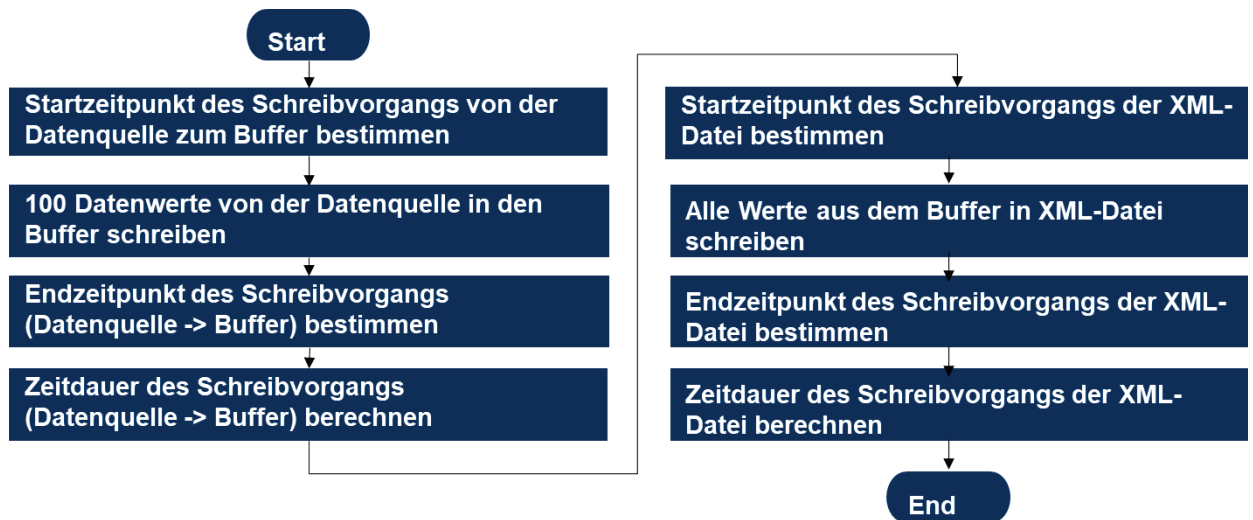 Start
Startzeitpunkt des Schreibvorgangs von der
Datenquelle zum Buffer bestimmen
100 Datenwerte von der Datenquelle in den
Buffer schreiben
Endzeitpunkt des Schreibvorgangs
(Datenquelle -> Buffer) bestimmen
Zeitdauer des Schreibvorgangs
(Datenquelle -> Buffer) berechnen
Startzeitpunkt des Schreibvorgangs der XML-
Datei bestimmen
Alle Werte aus dem Buffer in XML-Datei
schreiben
Endzeitpunkt des Schreibvorgangs der XML-
Datei bestimmen
Zeitdauer des Schreibvorgangs der XML-
Datei berechnen
End